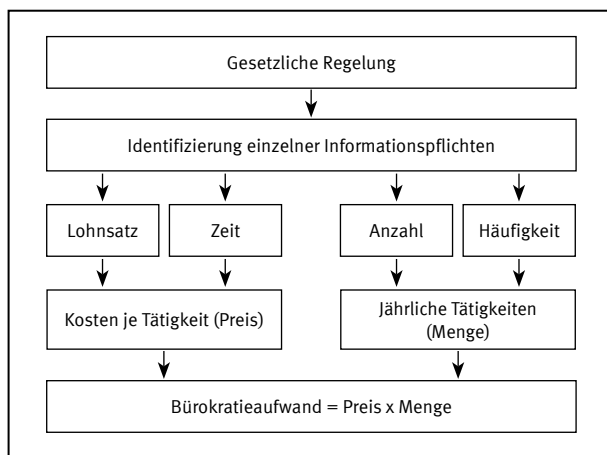 Gesetzliche Regelung
Identifizierung einzelner Informationspflichten
Lohnsatz
Zeit
Anzahl
Häufigkeit
Kosten je Tätigkeit (Preis)
Jährliche Tätigkeiten
(Menge)
Bürokratieaufwand = Preis x Menge